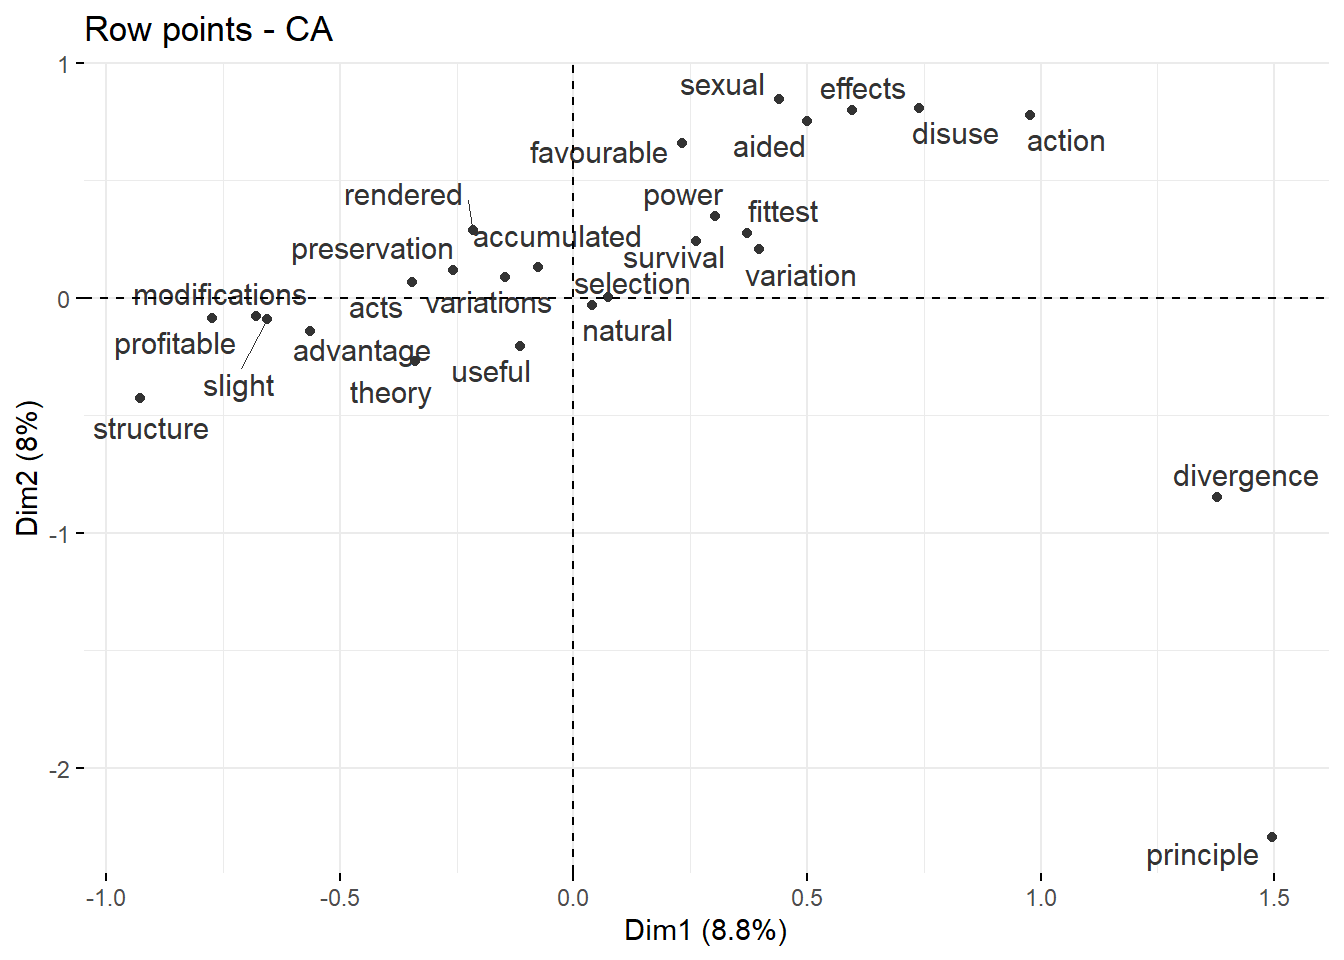 Row points - CA
1
sexual
effects
aided
disuse
action
favourable
rendered
power
fittest
accumulated
preservation
survival
variation
selection
modifications
0
acts
variations
natural
profitable
advantage
useful
slight
theory
structure
divergence
-1
-2
principle
-1.0
-0.5
0.0
0.5
1.0
1.5
Dim1 (8.8%)
Dim2 (8%)